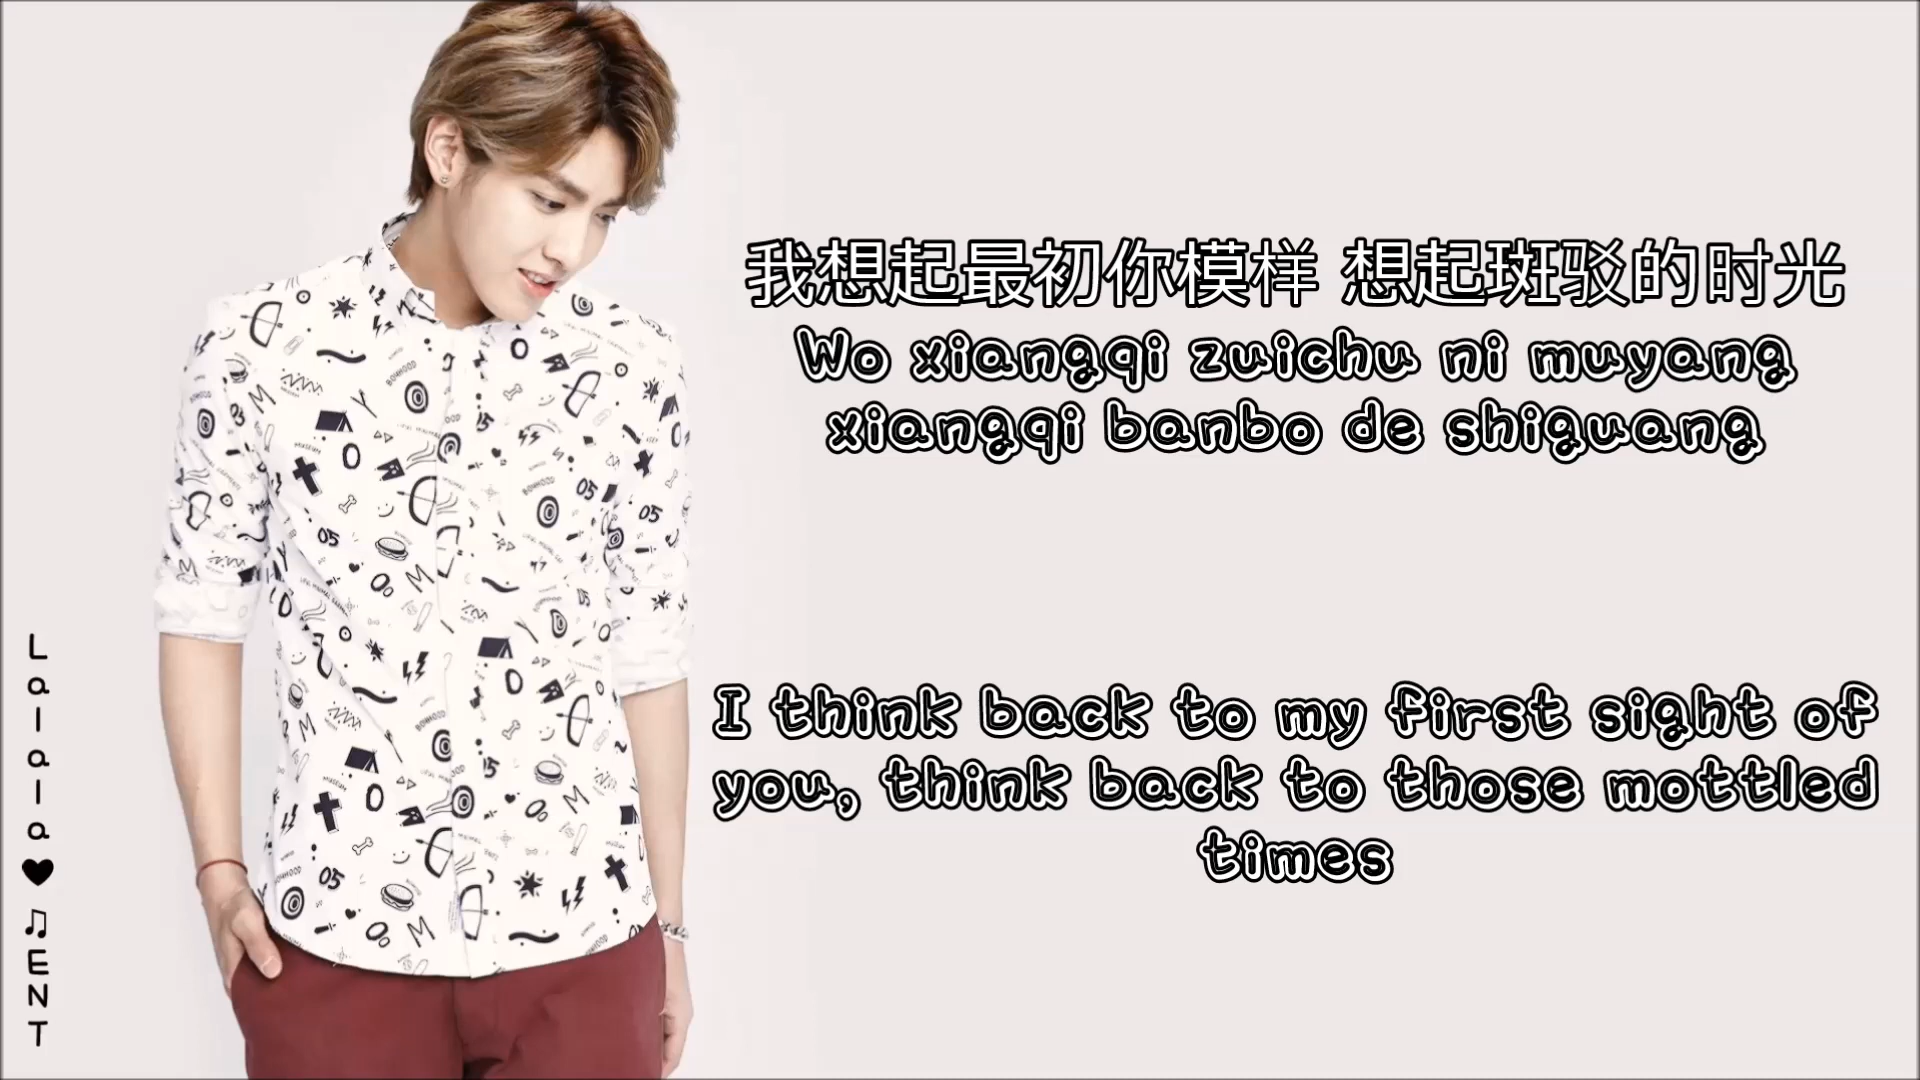 我想起最初你模样 想起斑驳的时光
Wo xiangqi zuichu ni muyang
xiangqi banbo de shiguang
I think back to my first sight of
you, think back to those mottled
times
Lalala♥♫ENT